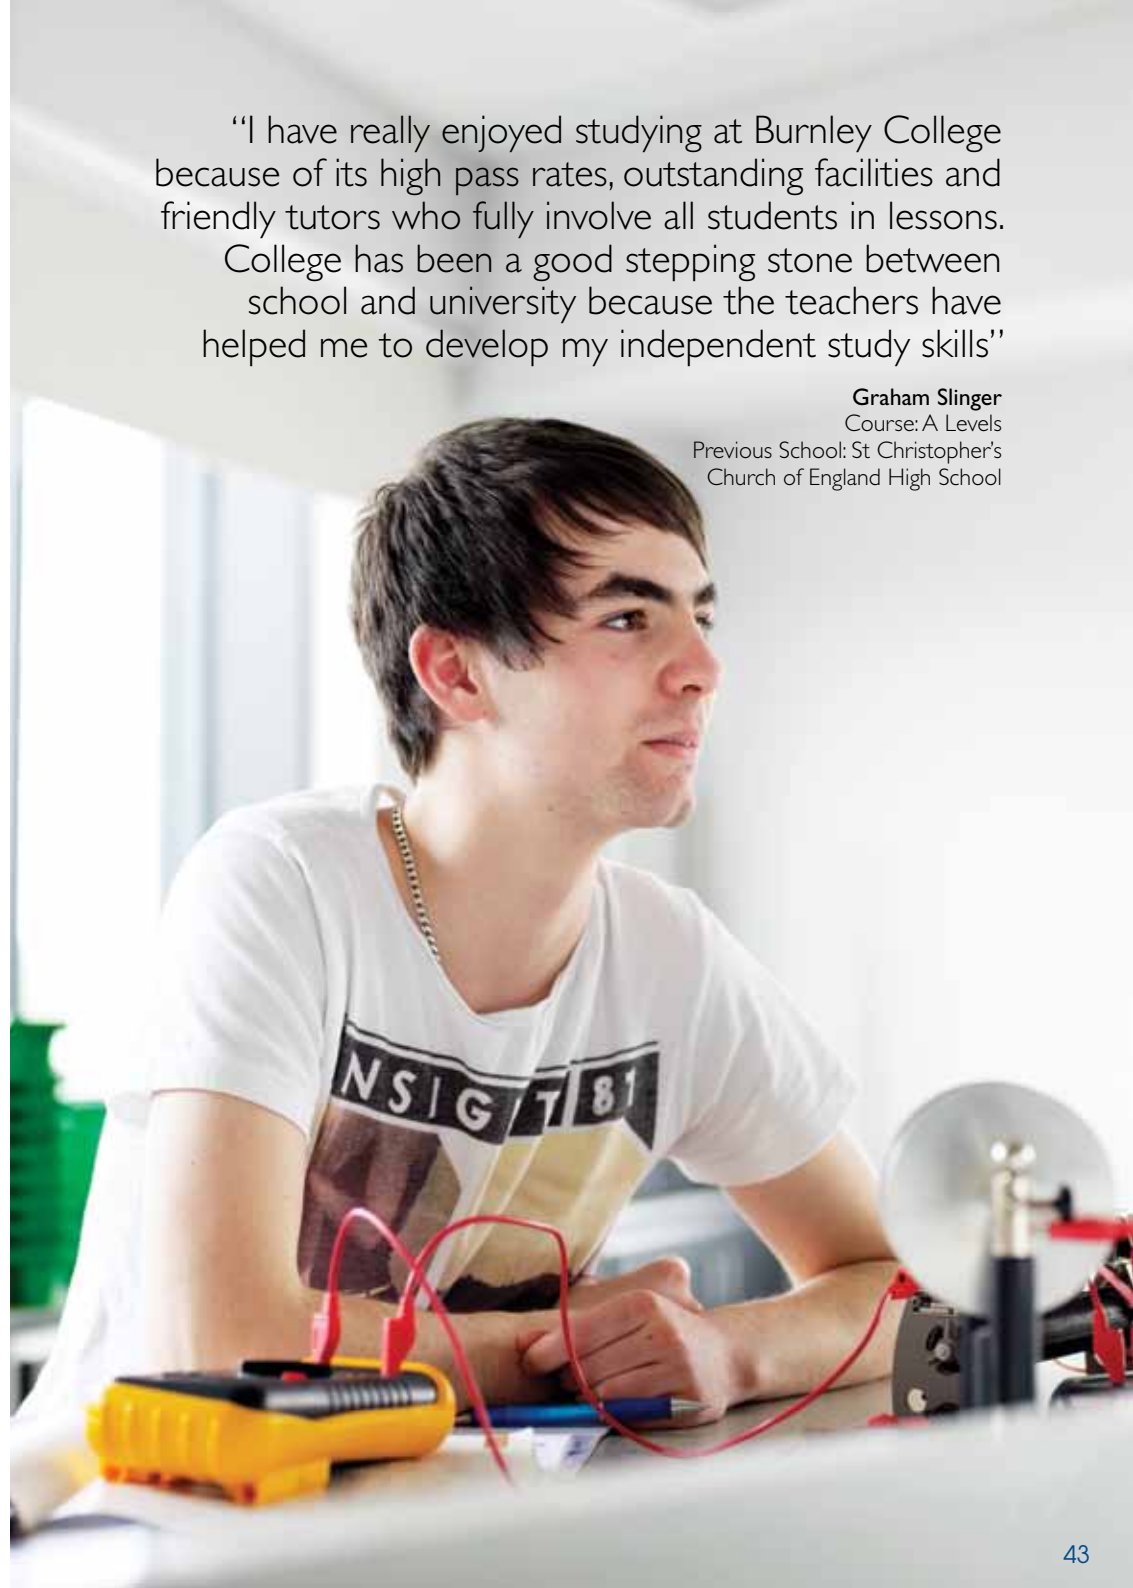 “I have really enjoyed studying at Burnley College
because of its high pass rates, outstanding facilities and
friendly tutors who fully involve all students in lessons.
College has been a good stepping stone between
school and university because the teachers have
helped me to develop my independent study skills”
Graham Slinger
Course: A Levels
Previous School: St Christopher’s
Church of England High School
NSIG T 81
43